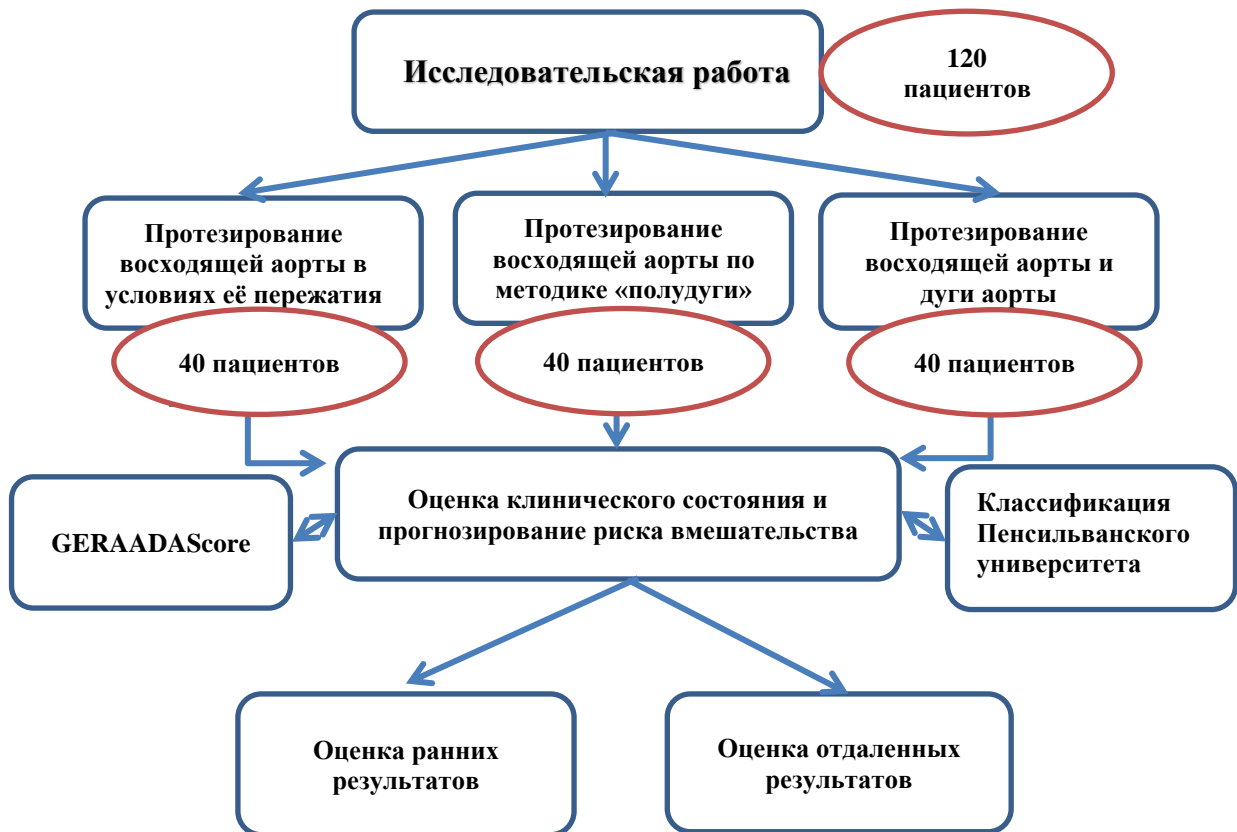 Исследовательская работа
120
пациентов
Протезирование
восходящей аорты в
условиях её пережатия
Протезирование
восходящей аорты по
методике «полудуги»
Протезирование
восходящей аорты и
дуги аорты
40 пациентов
40 пациентов
40 пациентов
GERAADAScore
Оценка клинического состояния и
прогнозирование риска вмешательства
Классификация
Пенсильванского
университета
Оценка ранних
результатов
Оценка отдаленных
результатов